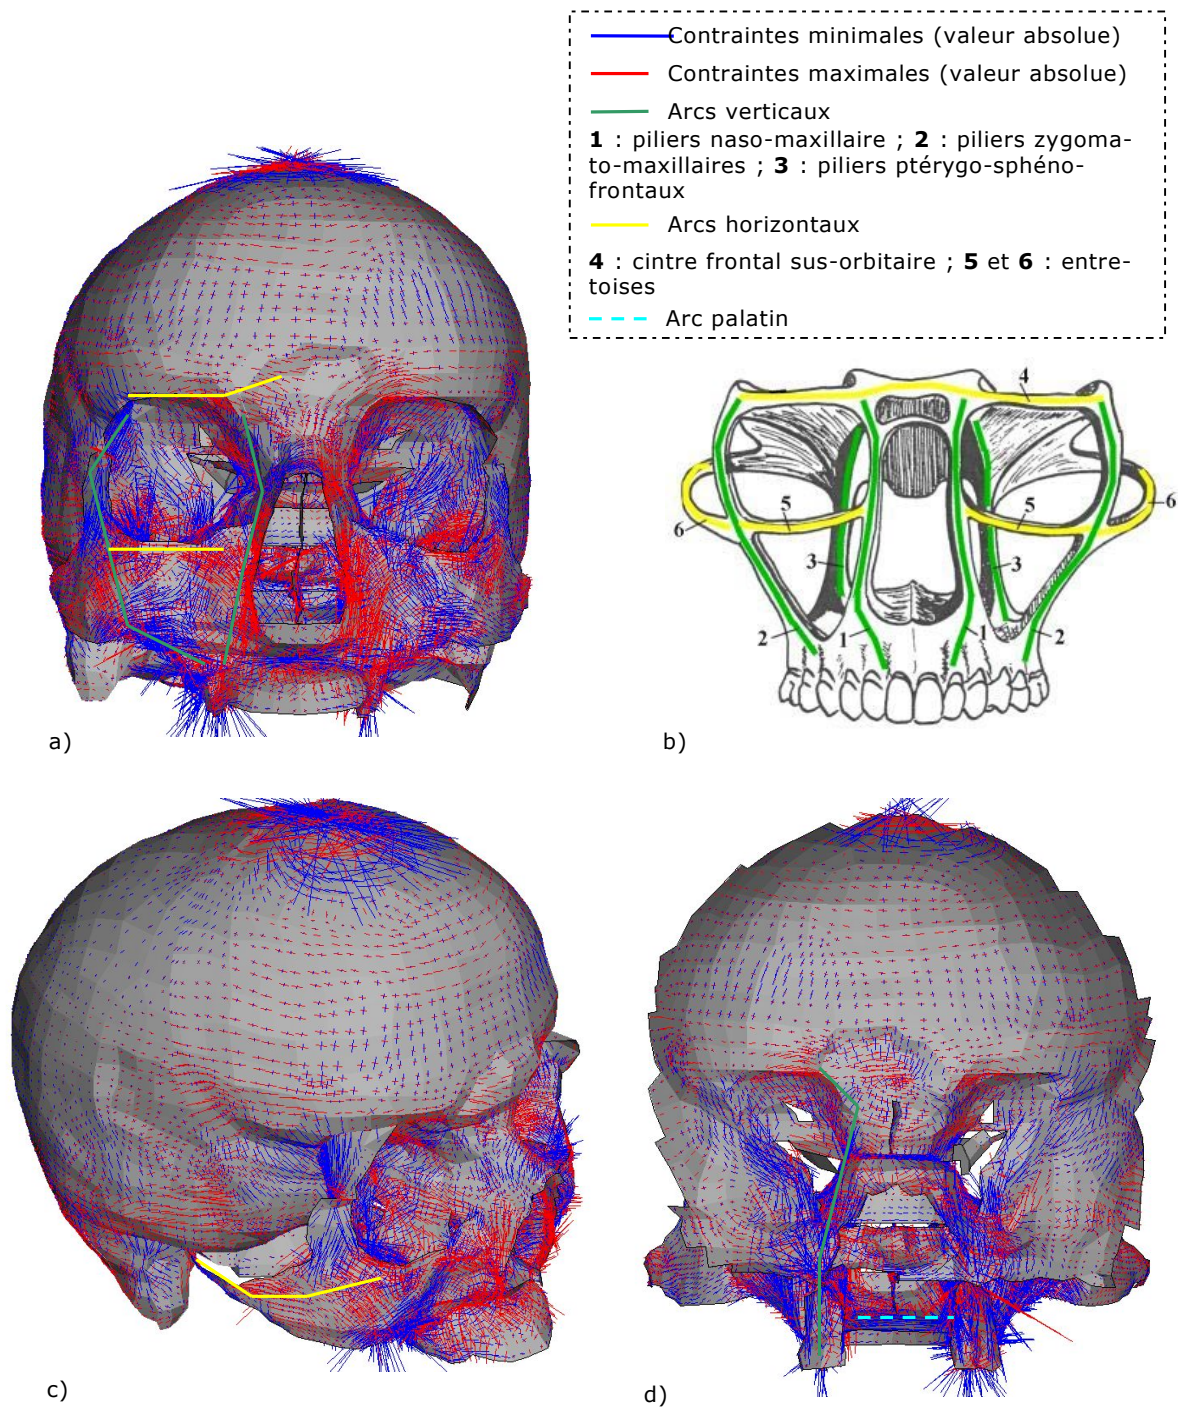 Contraintes minimales (valeur absolue)
Contraintes maximales (valeur absolue)
Arcs verticaux
1 : piliers naso-maxillaire ; 2 : piliers zygoma-
to-maxillaires ; 3 : piliers ptérygo-sphéno-
frontaux
Arcs horizontaux
4 : cintre frontal sus-orbitaire ; 5 et 6 : entre-
toises
Arc palatin
4
6
5
5
6
3
3
2
1
1
2
a)
b)
c)
d)